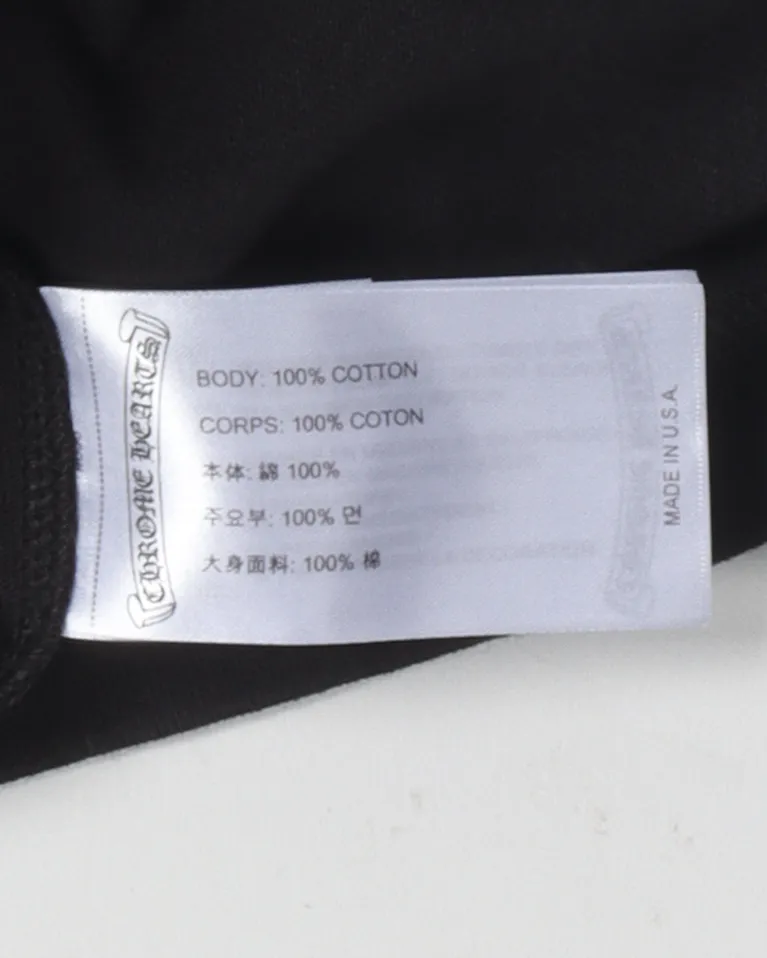 CHROME HEARTS
BODY: 100% COTTON
CORPS: 100% COTON
本体: 綿 100%
주요부: 100% 면
大身面料: 100% 棉
MADE IN U.S.A.